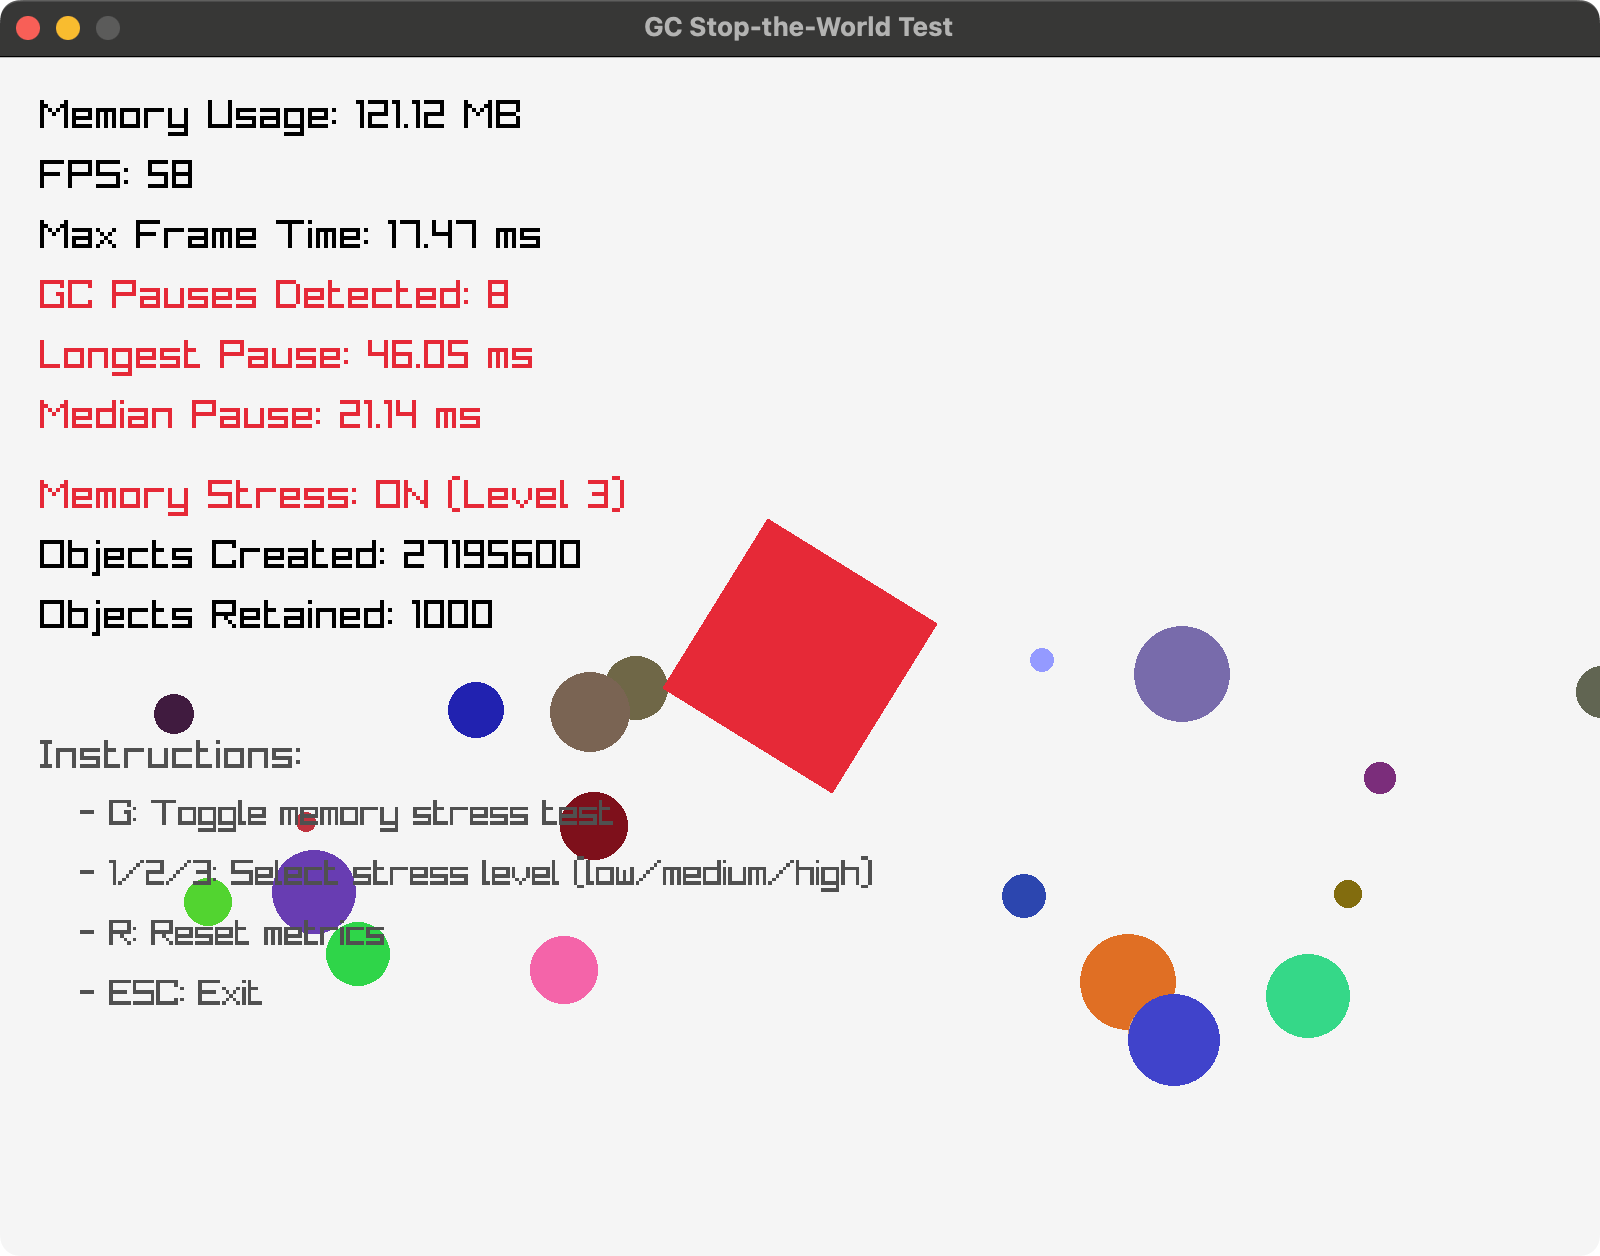 GC Stop-the-World Test
Memory Usage: 121.12 MB
FPS: 58
Max Frame Time: 17.47 ms
GC Pauses Detected: 8
Longest Pause: 46.05 ms
Median Pause: 21.14 ms
Memory Stress: ON (Level 3)
Objects Created: 27195600
Objects Retained: 1000
Instructions:
- G: Toggle memory stress test
- 1/2/3: Select stress level (low/medium/high)
- R: Reset metrics
- ESC: Exit